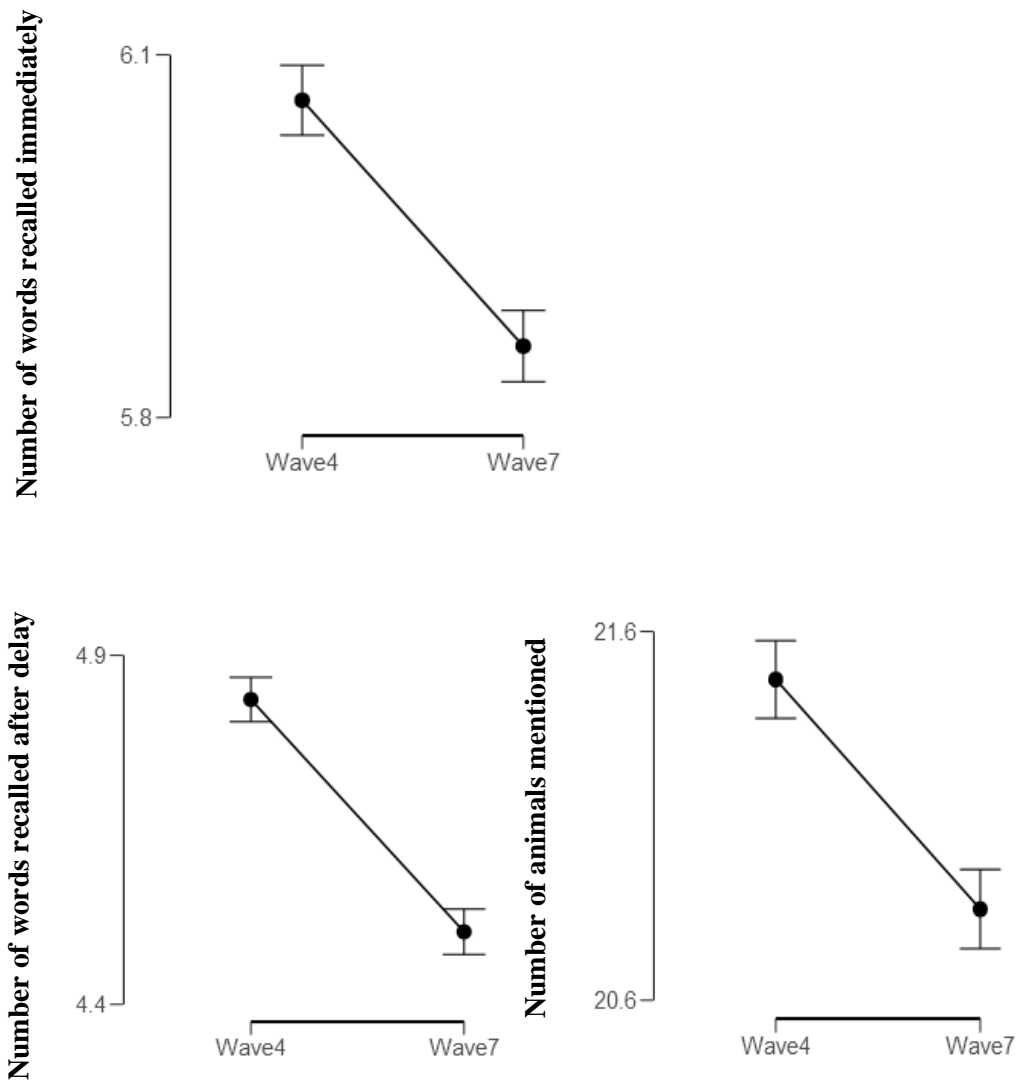 Number of words recalled immediately
6.1
5.8
Wave4 Wave7
Number of words recalled after delay
4.9
4.4
Wave4 Wave7
Number of animals mentioned
21.6
20.6
Wave4 Wave7